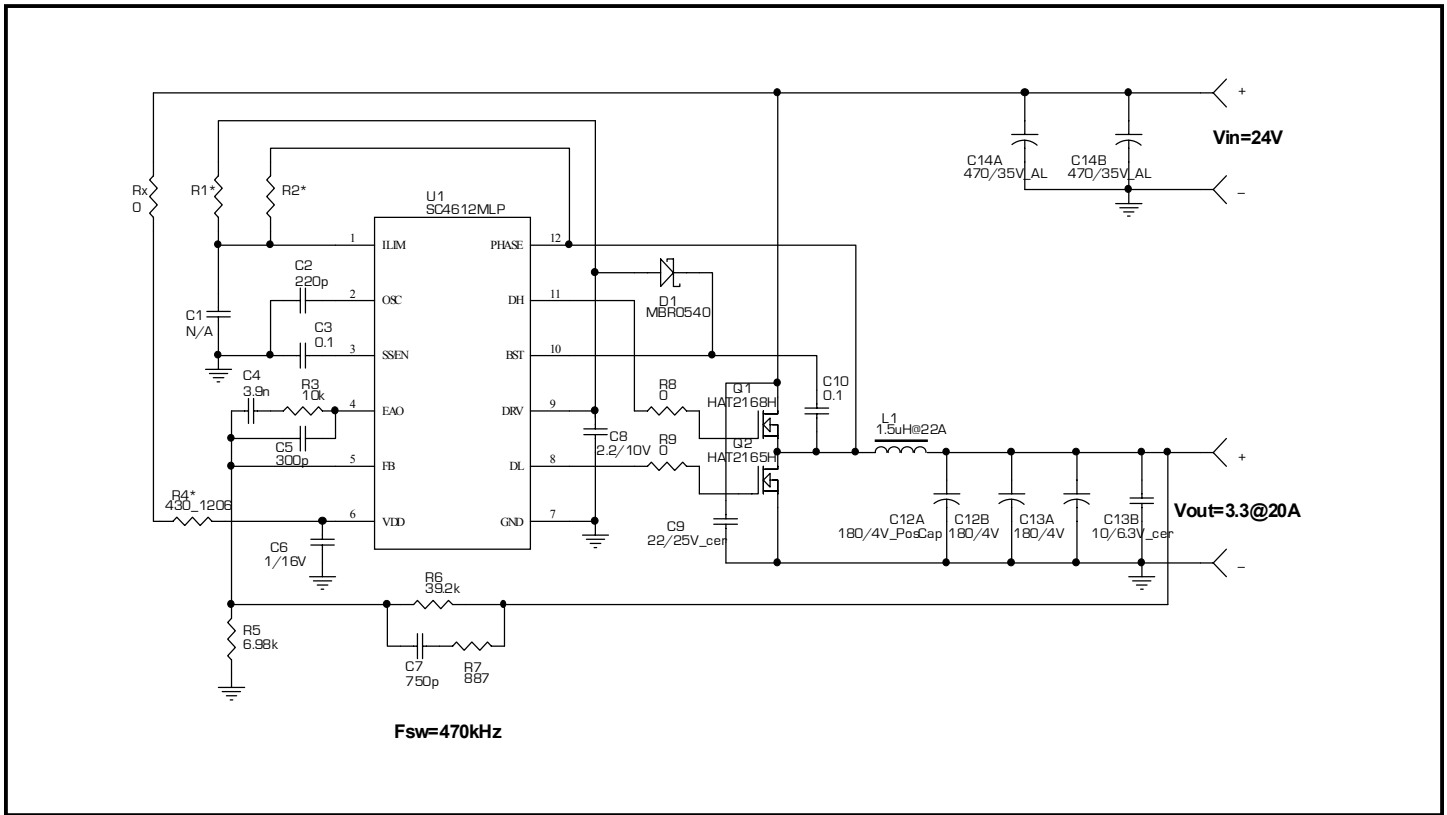 +
Vin=24V
C14A
470/35V_AL
C14B
470/35V_AL
–
Rx
0
R1*
R2*
U1
SC4612MLP
1
ILIM
PHASE
12
C2
220p
2
OSC
DH
11
D1
MBR0540
C1
N/A
C3
0.1
3
SS/EN
BST
10
C4
3.9n
R3
10k
4
EAO
DRV
9
R8
0
Q1
HAT2168H
C10
0.1
C5
300p
C8
2.2/10V
R9
0
Q2
HAT2165H
L1
1.5uH@22A
+
5
FB
DL
8
R4*
430_1206
6
VDD
GND
7
C9
22/25V_cer
C12A
180/4V_PosCap
C12B
180/4V
C13A
180/4V
C13B
10/6.3V_cer
Vout=3.3@20A
C6
1/16V
–
R6
39.2k
R5
6.98k
C7
750p
R7
887
Fsw=470kHz